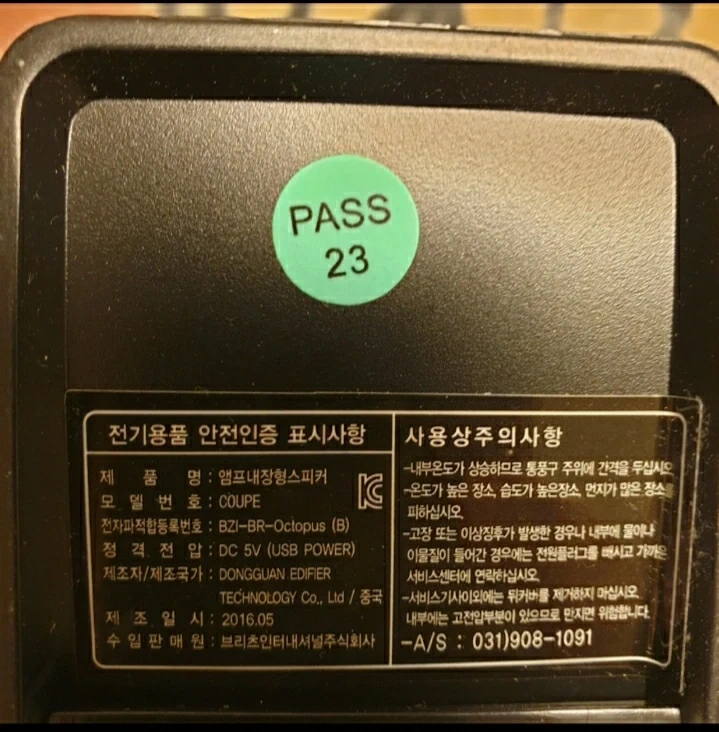 PASS
23
전기용품 안전인증 표시사항
제 품 명 : 앰프내장형스피커
모 델 번 호 : COUPE
전자파적합등록번호 : BZI-BR-Octopus (B)
정 격 전 압 : DC 5V (USB POWER)
제조자/제조국가 : DONGGUAN EDIFIER
TECHNOLOGY Co., Ltd / 중국
제 조 일 시 : 2016.05
수 입 판 매 원 : 브리츠인터내셔널주식회사
사용상주의사항
-내부온도가 상승하므로 통풍구 주위에 간격을 두십시오
-온도가 높은 장소, 습도가 높은장소, 먼지가 많은 장소를
피하십시오.
-고장 또는 이상징후가 발생한 경우나 내부에 물이나
이물질이 들어간 경우에는 전원플러그를 빼시고 가까운
서비스센터에 연락하십시오
-서비스기사이외에는 뒤커버를 제거하지 마십시오
내부에는 고전압부분이 있으므로 만지면 위험합니다.
-A/S : 031)908-1091